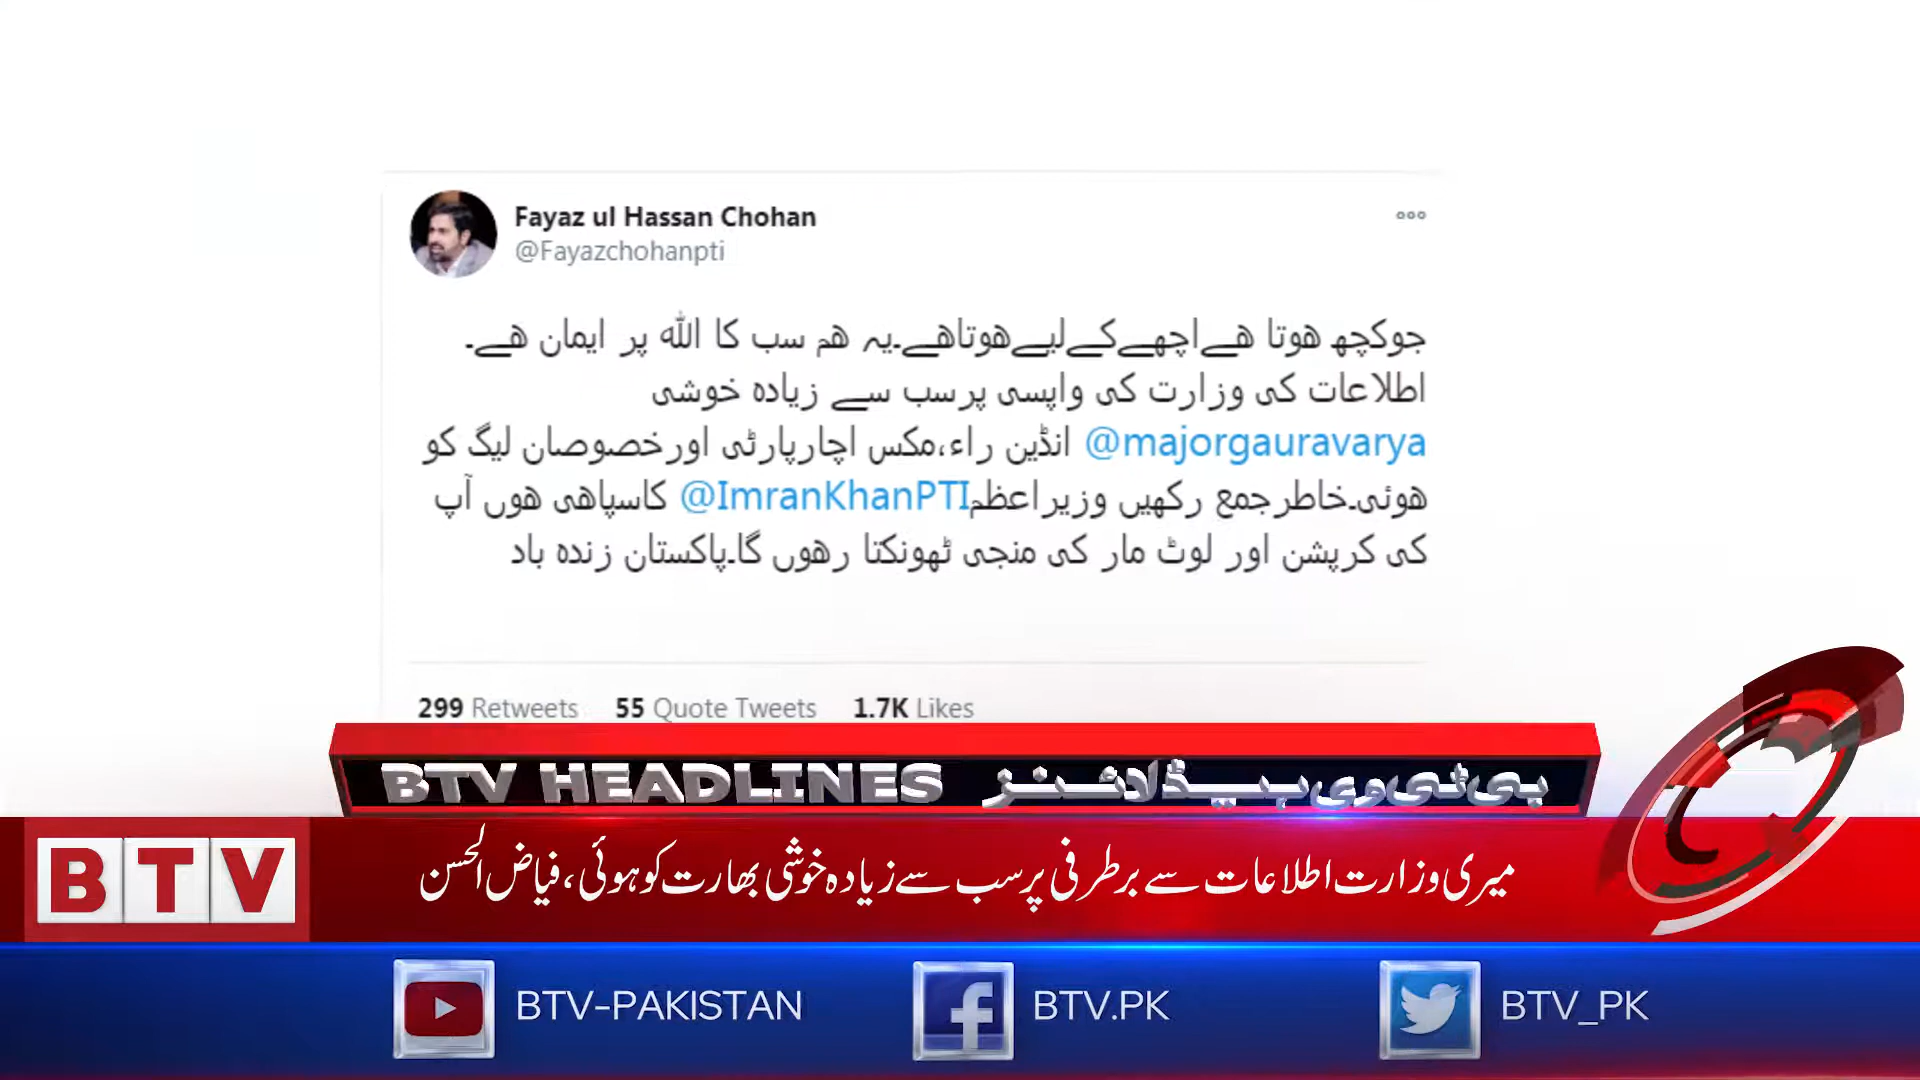 Fayaz ul Hassan Chohan
@Fayazchohanpti
جوکچھ ھوتا ھےاچھےکےلیےھوتاھے۔یہ ھم سب کا اللہ پر ایمان ھے۔
اطلاعات کی وزارت کی واپسی پرسب سے زیادہ خوشی
@majorgauravarya انڈین راء،مکس اچارپارٹی اورخصوصان لیگ کو
ھوئی۔خاطرجمع رکھیں وزیراعظم@ImranKhanPTI کاسپاھی ھوں آپ
کی کرپشن اور لوٹ مار کی منجی ٹھونکتا رھوں گا۔پاکستان زندہ باد
299 Retweets 55 Quote Tweets 1.7K Likes
BTV HEADLINES بی ٹی وی ہیڈلائنز
BTV
میری وزارت اطلاعات سے برطرفی پر سب سے زیادہ خوشی بھارت کو ہوئی، فیاض الحسن
BTV-PAKISTAN BTV.PK BTV_PK